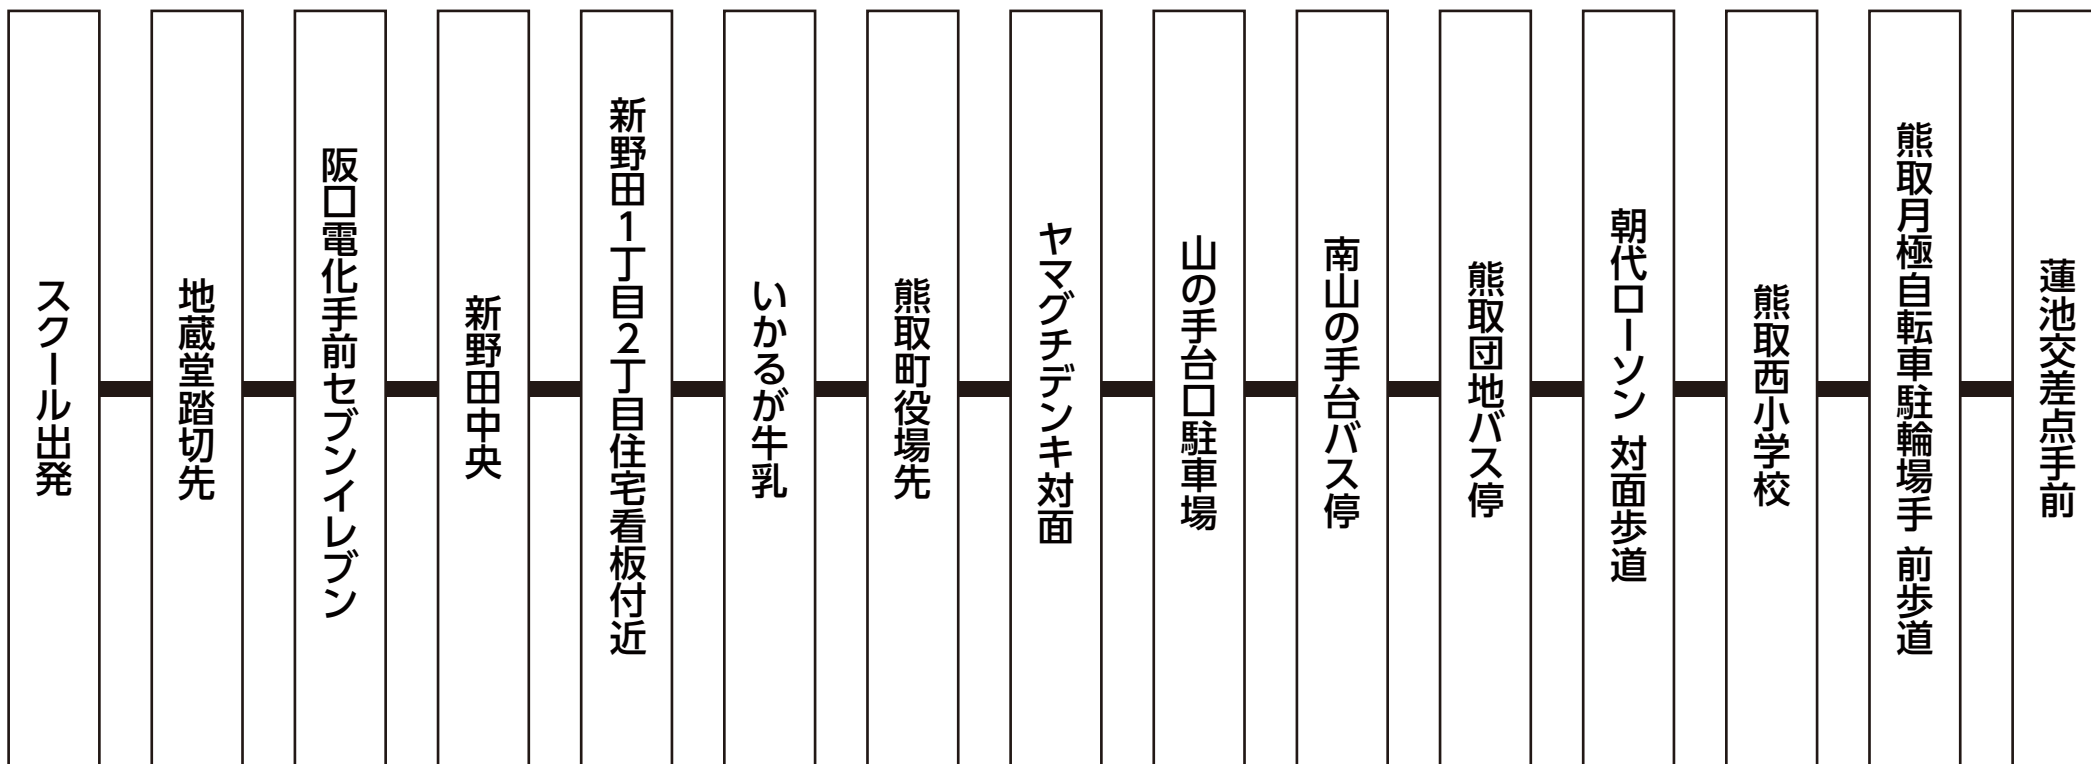 スクール出発
地蔵堂踏切先
阪口電化手前セブンイレブン
新野田中央
新野田1丁目2丁目住宅看板付近
いかるが牛乳
熊取町役場先
ヤマグチデンキ対面
山の手台口駐車場
南山の手台バス停
熊取団地バス停
朝代ローソン 対面歩道
熊取西小学校
熊取月極自転車駐輪場手 前歩道
蓮池交差点手前